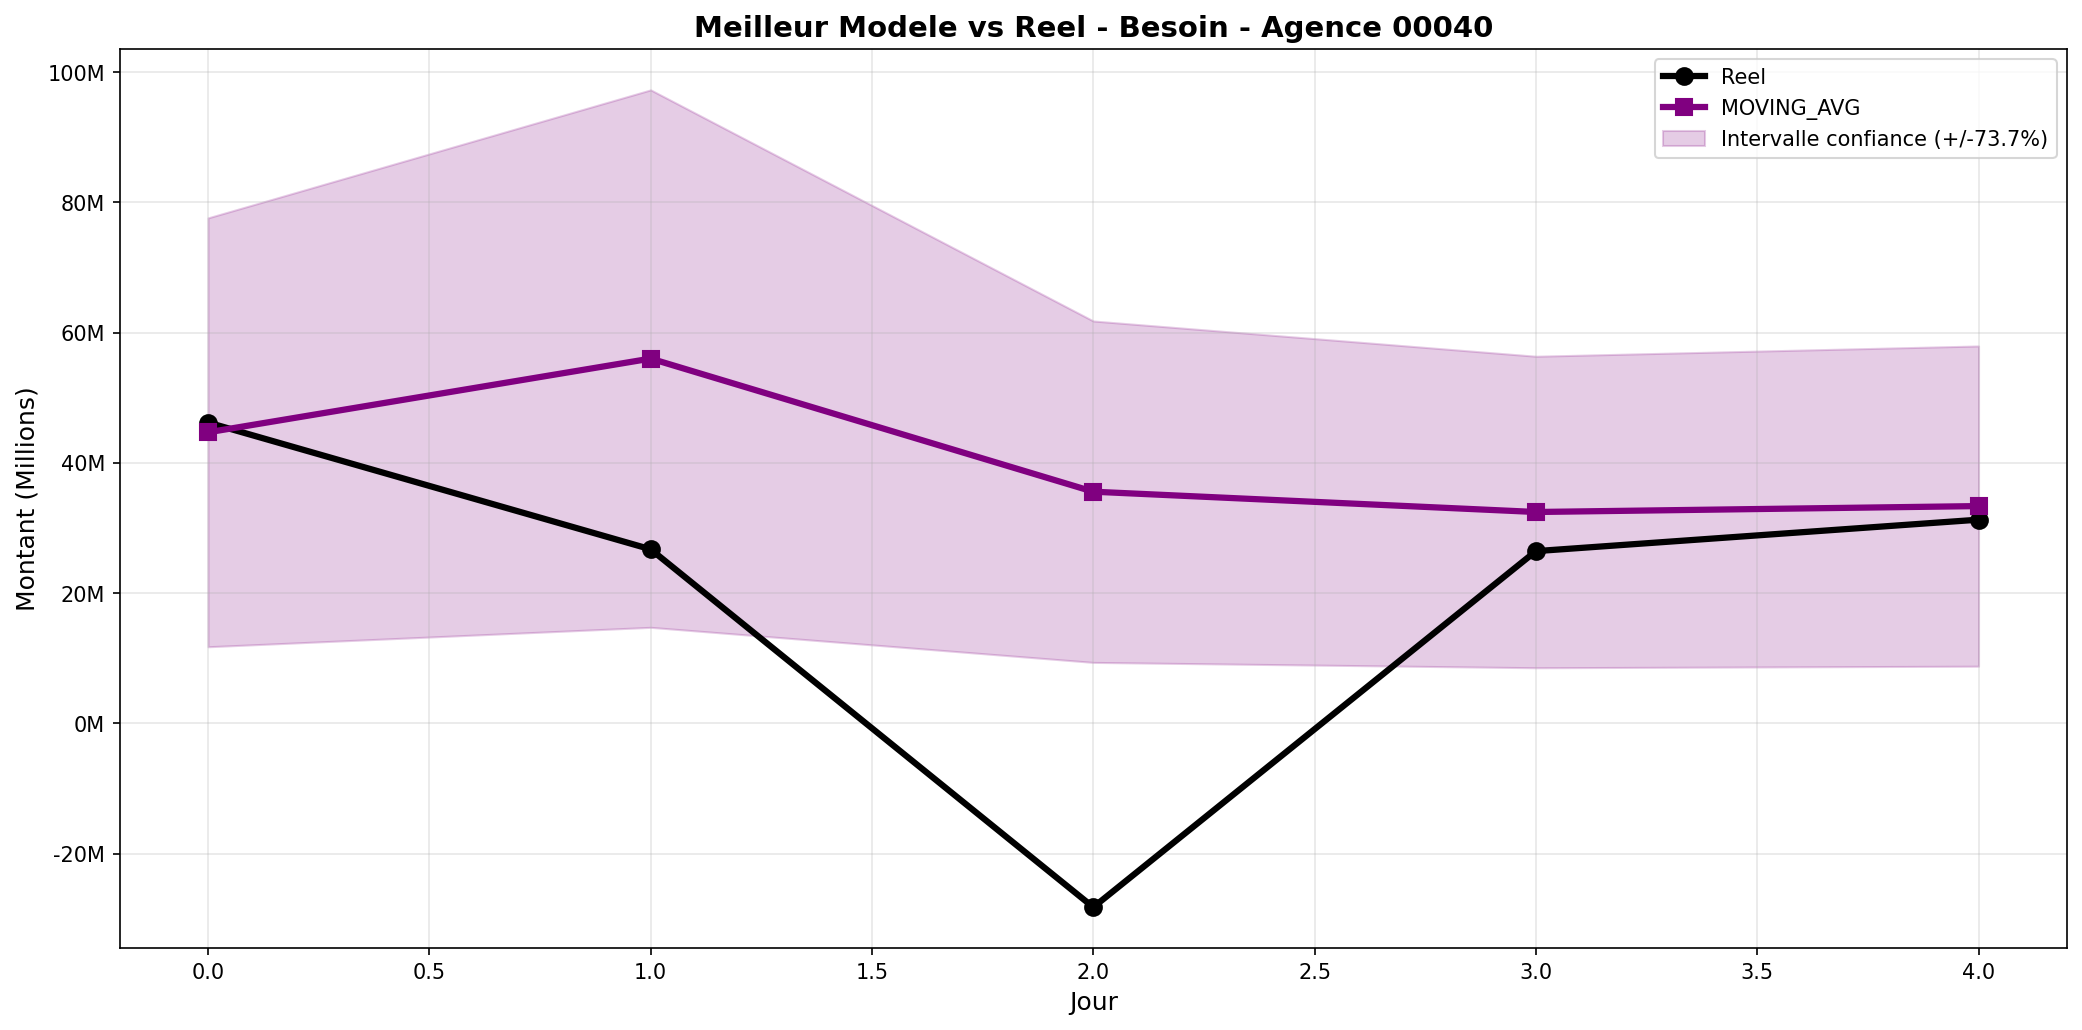 Meilleur Modele vs Reel - Besoin - Agence 00040
Reel
MOVING_AVG
Intervalle confiance (+/-73.7%)
Montant (Millions)
100M
80M
60M
40M
20M
0M
-20M
0.0 0.5 1.0 1.5 2.0 2.5 3.0 3.5 4.0
Jour